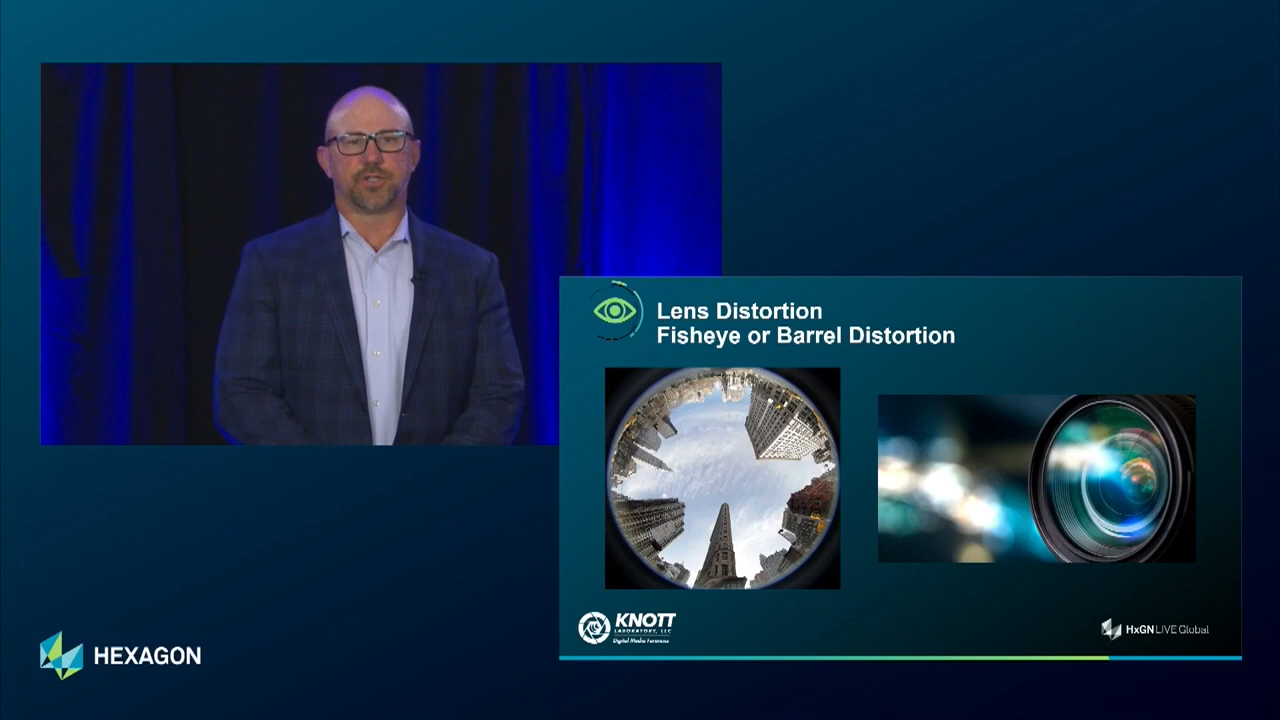 Lens Distortion
Fisheye or Barrel Distortion
KNOTT
LABORATORY, LLC
Digital Media Forensics
HxGN LIVE Global
HEXAGON